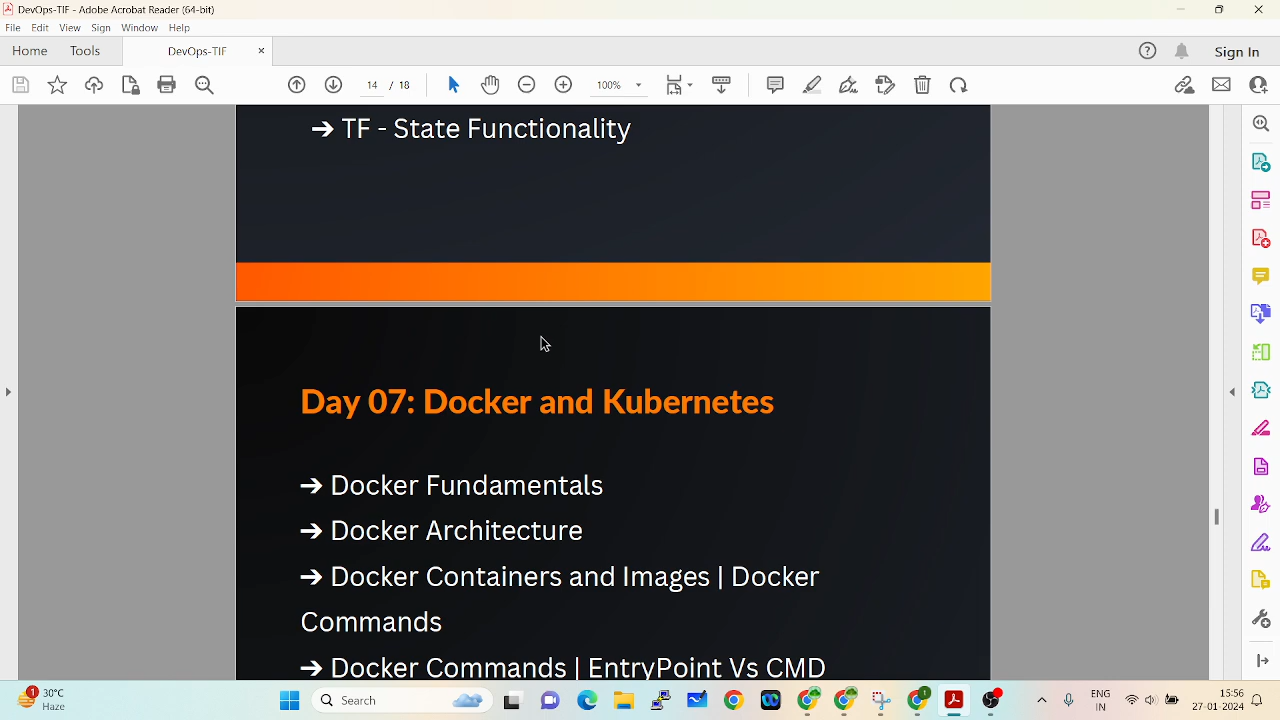 DevOps-TIF - Adobe Acrobat Reader (64-bit)
File Edit View Sign Window Help
Home Tools DevOps-TIF × Sign In
14 / 18 100%
➔ TF - State Functionality
Day 07: Docker and Kubernetes
➔ Docker Fundamentals
➔ Docker Architecture
➔ Docker Containers and Images | Docker
Commands
➔ Docker Commands | EntryPoint Vs CMD
1 30°C
Haze
Search
1
ENG
IN
15:56
27-01-2024